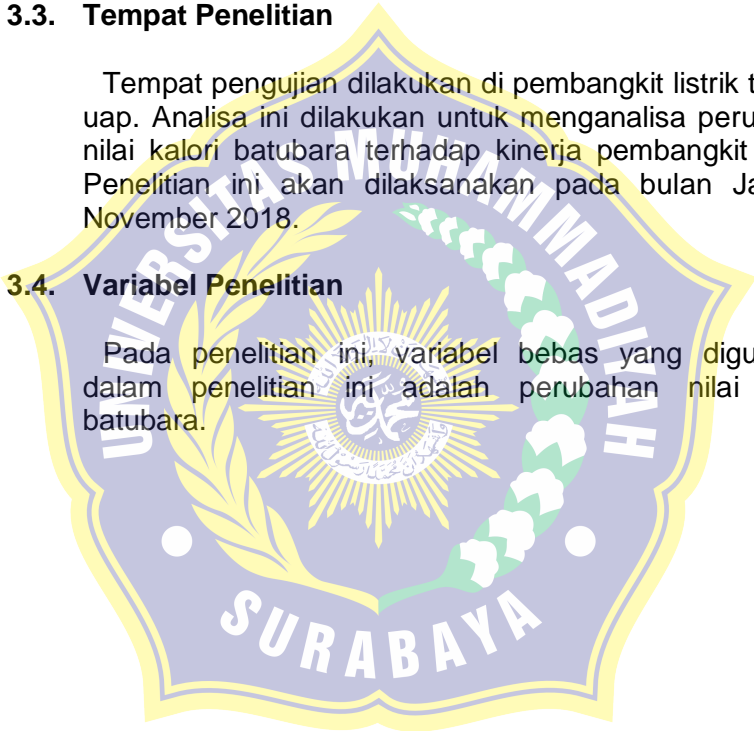 3.3. Tempat Penelitian
Tempat pengujian dilakukan di pembangkit listrik t
uap. Analisa ini dilakukan untuk menganalisa peru
nilai kalori batubara terhadap kinerja pembangkit
Penelitian ini akan dilaksanakan pada bulan Ja
November 2018.
3.4. Variabel Penelitian
Pada penelitian ini, variabel bebas yang digu
dalam penelitian ini adalah perubahan nilai
batubara.
UNIVERSITAS MUHAMMADIYAH
SURABAYA